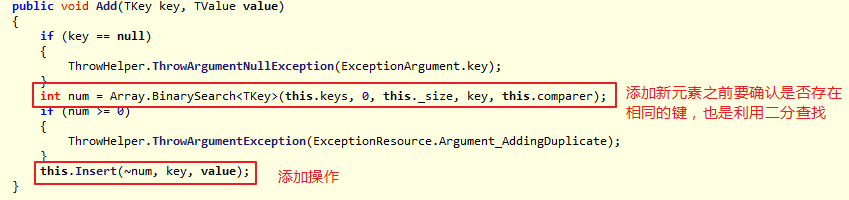 public void Add(TKey key, TValue value)
{
if (key == null)
{
ThrowHelper.ThrowArgumentNullException(ExceptionArgument.key);
}
int num = Array.BinarySearch<TKey>(this.keys, 0, this._size, key, this.comparer);
添加新元素之前要确认是否存在
相同的键，也是利用二分查找
if (num >= 0)
{
ThrowHelper.ThrowArgumentException(ExceptionResource.Argument_AddingDuplicate);
}
this.Insert(~num, key, value);
添加操作
}